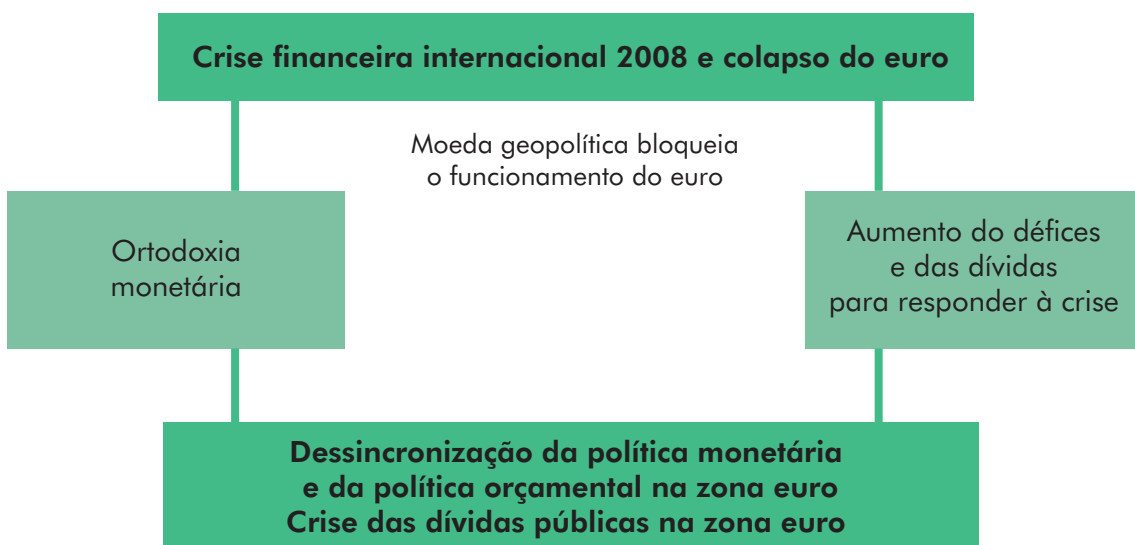 Crise financeira internacional 2008 e colapso do euro
Moeda geopolítica bloqueia
o funcionamento do euro
Ortodoxia
monetária
Aumento do défices
e das dívidas
para responder à crise
Dessincronização da política monetária
e da política orçamental na zona euro
Crise das dívidas públicas na zona euro